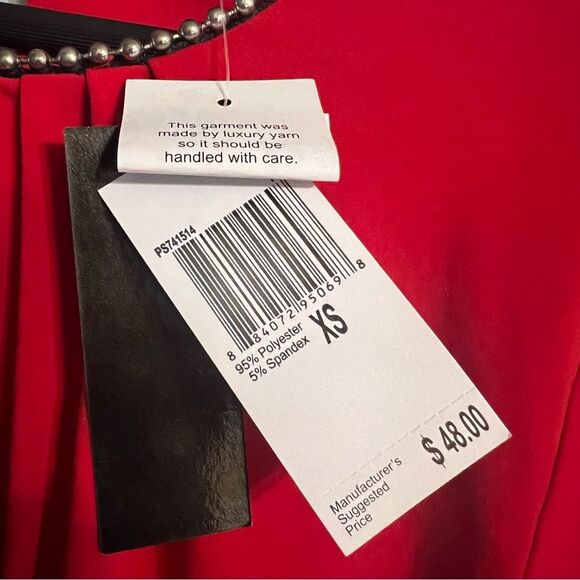 This garment was
made by luxury yarn
so it should be
handled with care.
PS741514
8 84072 95069 8
95% Polyester
5% Spandex
XS
$ 48.00
Manufacturer's
Suggested
Price